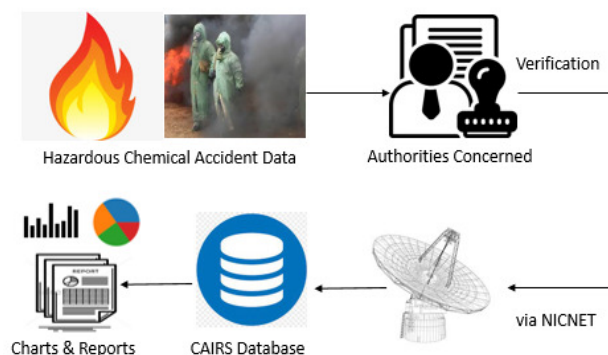 Verification
Hazardous Chemical Accident Data
Authorities Concerned
REPORT
via NICNET
Charts & Reports
CAIRS Database